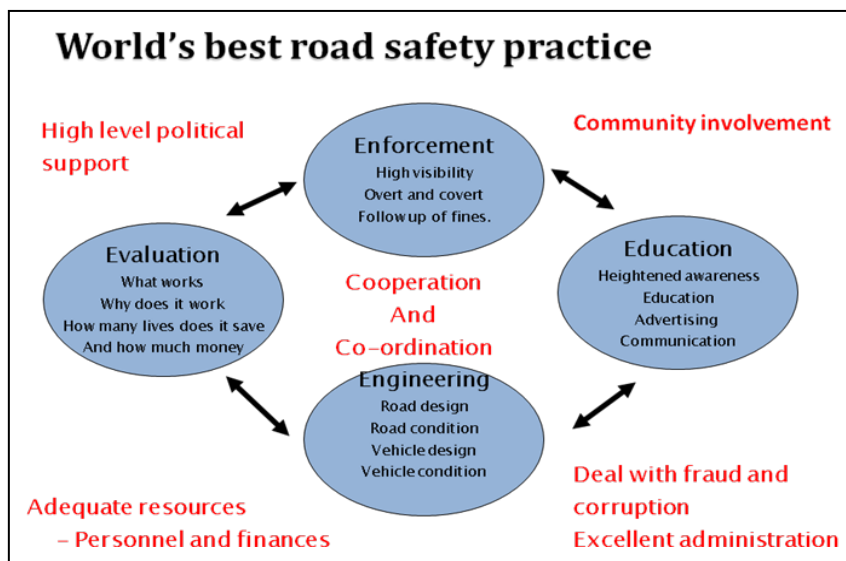 World's best road safety practice
High level political
support
Community involvement
Enforcement
High visibility
Overt and covert
Follow up of fines.
Evaluation
What works
Why does it work
How many lives does it save
And how much money
Education
Heightened awareness
Education
Advertising
Communication
Cooperation
And
Co-ordination
Engineering
Road design
Road condition
Vehicle design
Vehicle condition
Adequate resources
- Personnel and finances
Deal with fraud and
corruption
Excellent administration